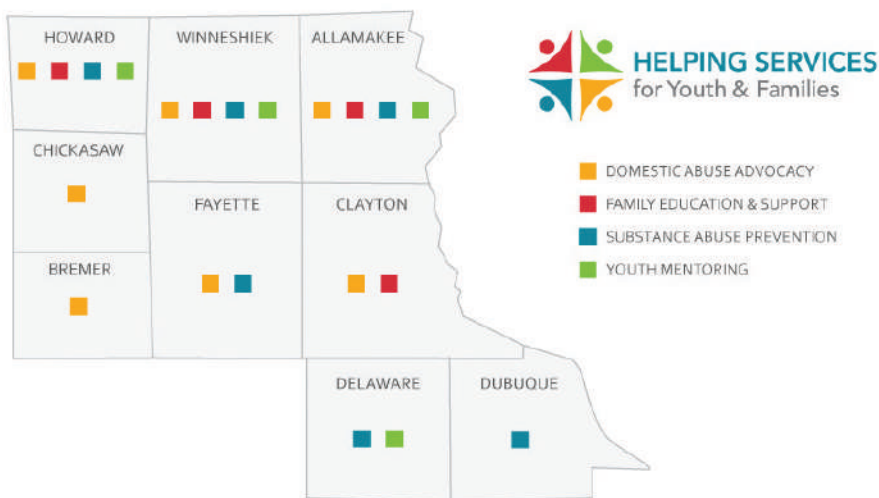 HOWARD
WINNESHIEK
ALLAMAKEE
HELPING SERVICES
for Youth & Families
CHICKASAW
DOMESTIC ABUSE ADVOCACY
FAYETTE
CLAYTON
FAMILY EDUCATION & SUPPORT
SUBSTANCE ABUSE PREVENTION
BREMER
YOUTH MENTORING
DELAWARE
DUBUQUE